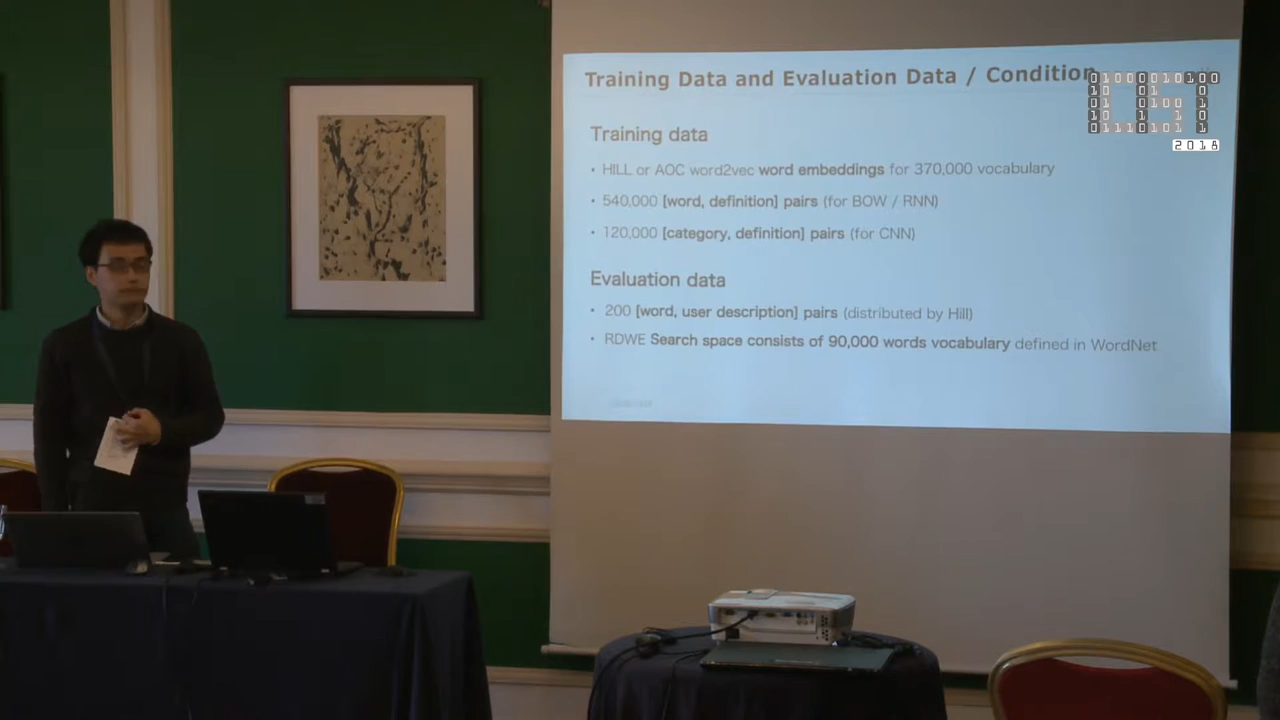 Training Data and Evaluation Data / Condition
Training data
• HILL or AOC word2vec word embeddings for 370,000 vocabulary
• 540,000 [word, definition] pairs (for BOW / RNN)
• 120,000 [category, definition] pairs (for CNN)
Evaluation data
• 200 [word, user description] pairs (distributed by Hill)
• RDWE Search space consists of 90,000 words vocabulary defined in WordNet
2018